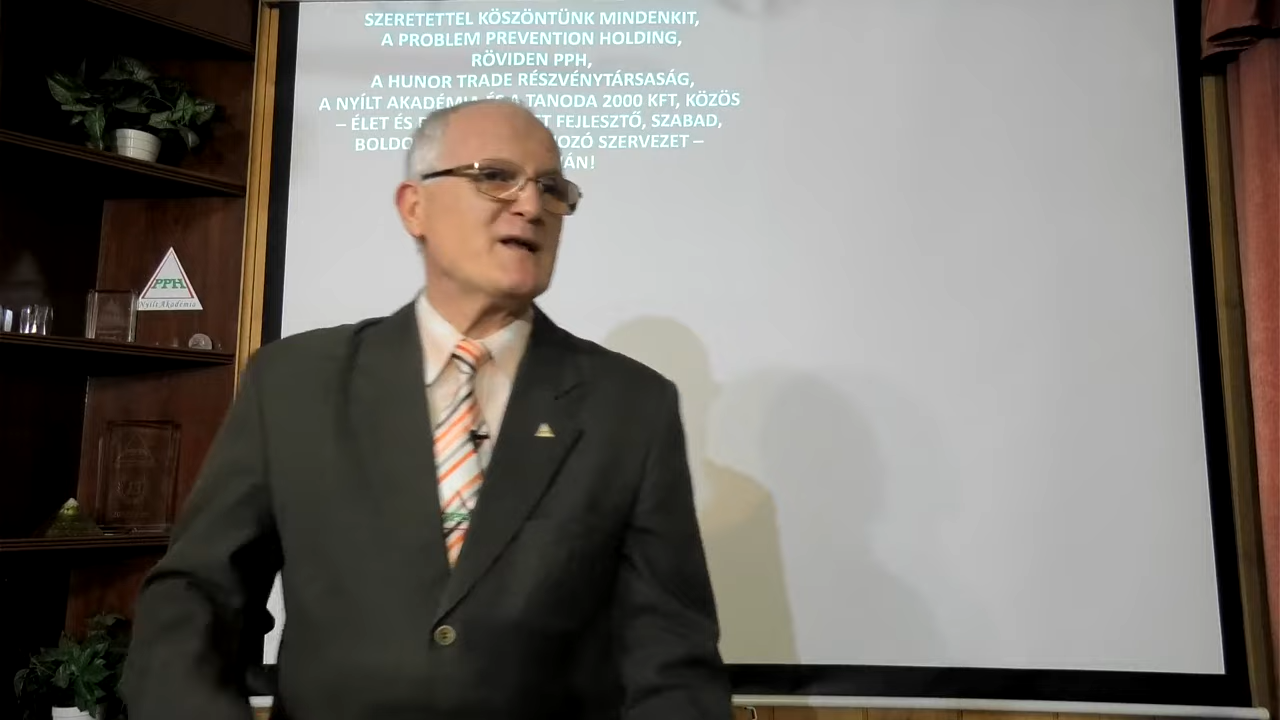 SZERETETTEL KÖSZÖNTÜNK MINDENKIT,
A PROBLEM PREVENTION HOLDING,
RÖVIDEN PPH,
A HUNOR TRADE RÉSZVÉNYTÁRSASÁG,
A NYÍLT AKADÉMIA ÉS A TANODA 2000 KFT, KÖZÖS
– ÉLET ÉS FEJLESZTŐ, SZABAD,
SZERVEZET –
PPH
Nyílt Akadémia